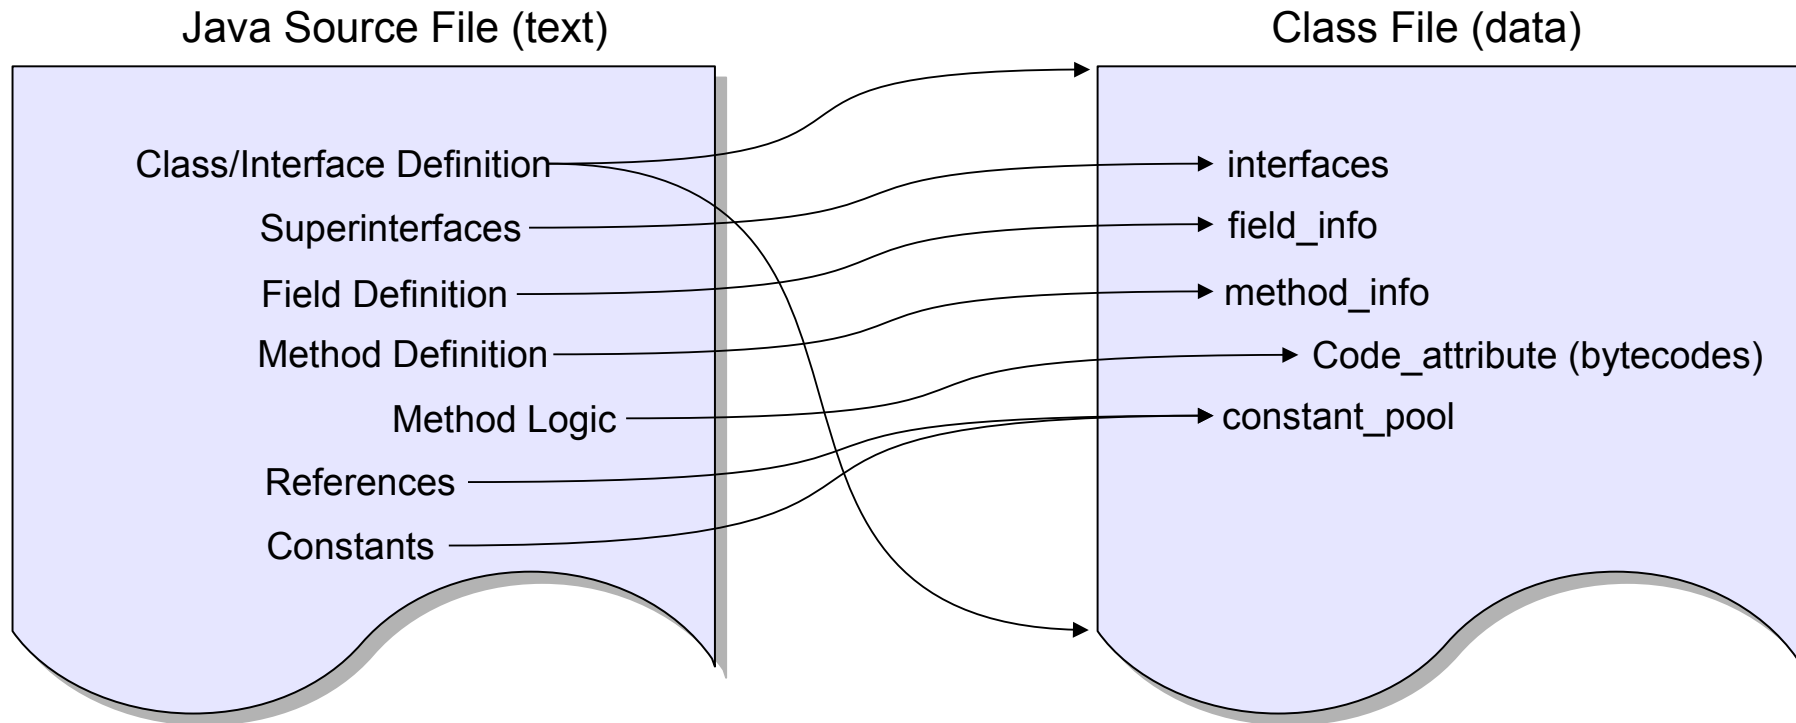 Java Source File (text)
Class/Interface Definition
Superinterfaces
Field Definition
Method Definition
Method Logic
References
Constants
Class File (data)
interfaces
field_info
method_info
Code_attribute (bytecodes)
constant_pool